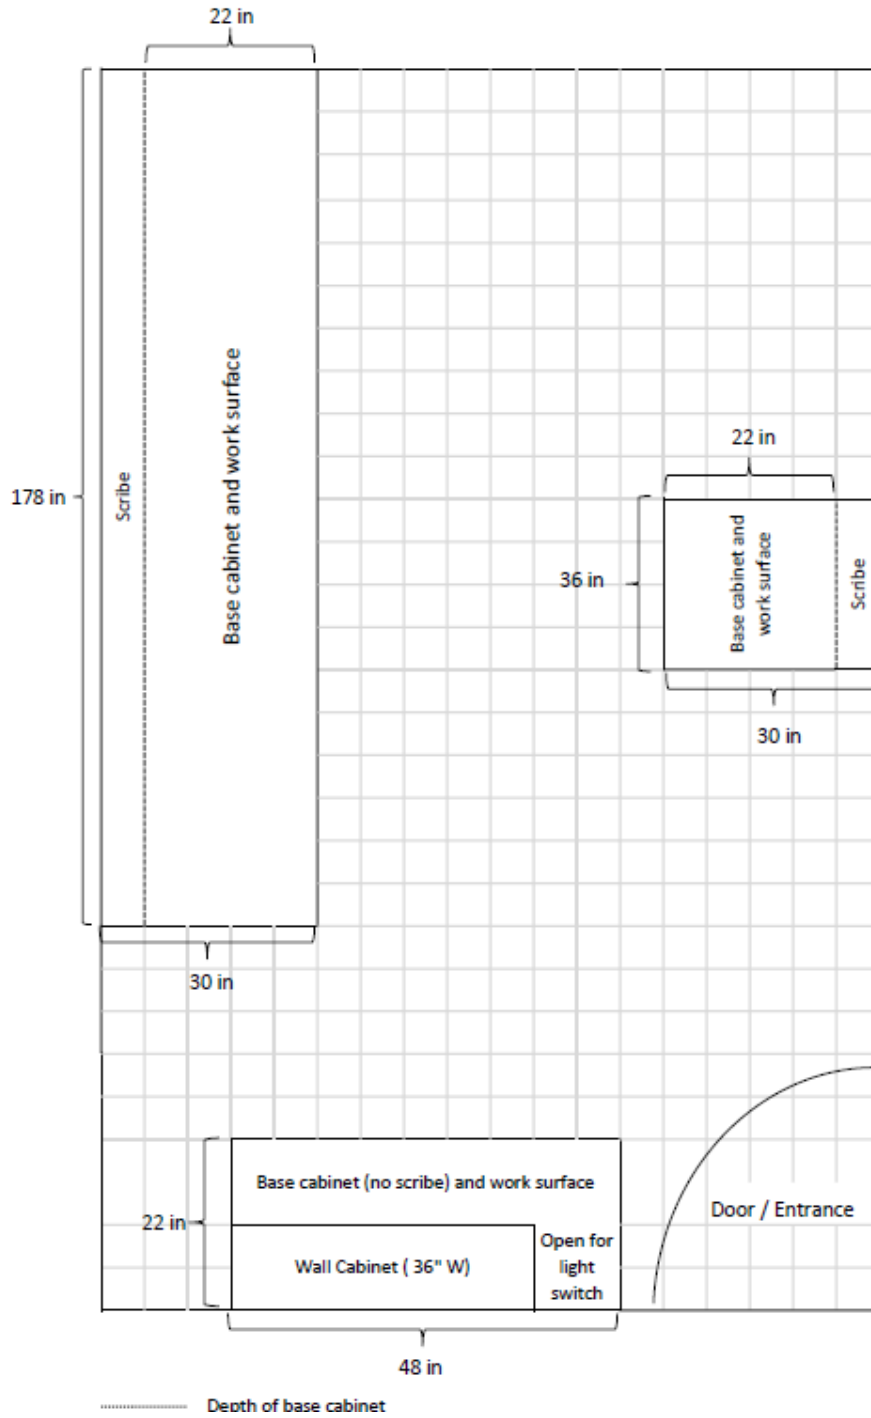 22 in
Base cabinet and work surface
Scribe
178 in
30 in
22 in
Base cabinet and
work surface
Scribe
36 in
30 in
Base cabinet (no scribe) and work surface
22 in
Wall Cabinet ( 36" W)
Open for
light
switch
Door / Entrance
48 in
Depth of base cabinet